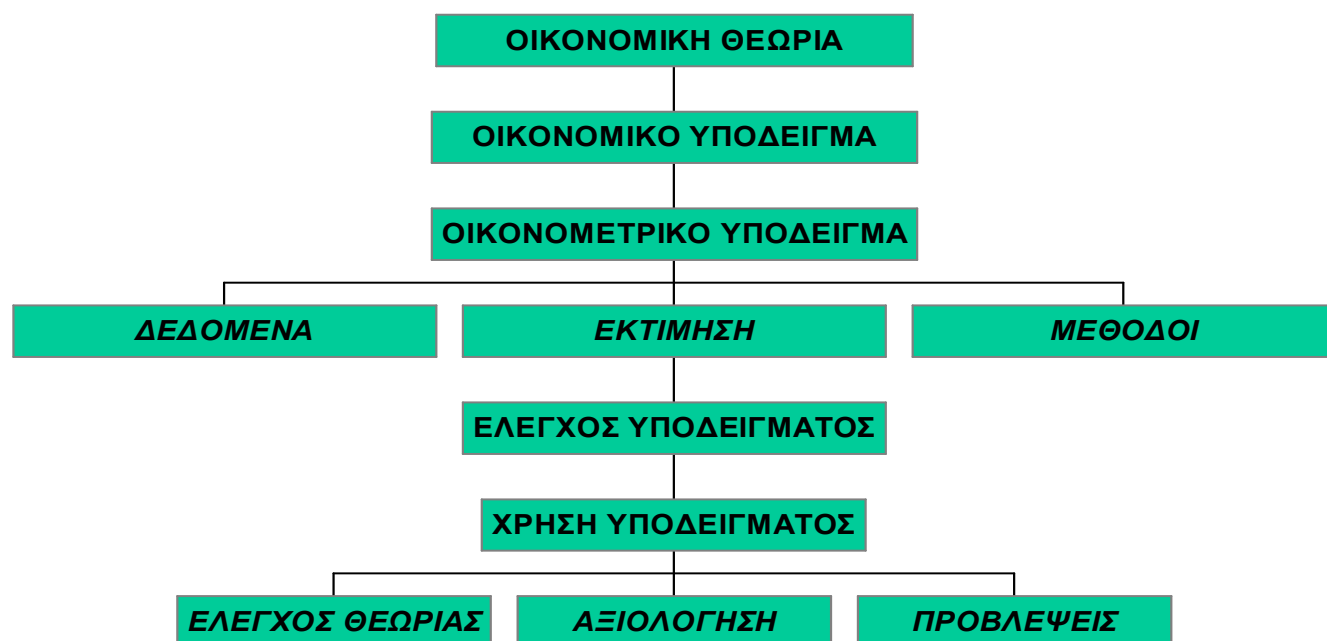 ΟΙΚΟΝΟΜΙΚΗ ΘΕΩΡΙΑ
ΟΙΚΟΝΟΜΙΚΟ ΥΠΟΔΕΙΓΜΑ
ΟΙΚΟΝΟΜΕΤΡΙΚΟ ΥΠΟΔΕΙΓΜΑ
ΔΕΔΟΜΕΝΑ
ΕΚΤΙΜΗΣΗ
ΜΕΘΟΔΟΙ
ΕΛΕΓΧΟΣ ΥΠΟΔΕΙΓΜΑΤΟΣ
ΧΡΗΣΗ ΥΠΟΔΕΙΓΜΑΤΟΣ
ΕΛΕΓΧΟΣ ΘΕΩΡΙΑΣ
ΑΞΙΟΛΟΓΗΣΗ
ΠΡΟΒΛΕΨΕΙΣ